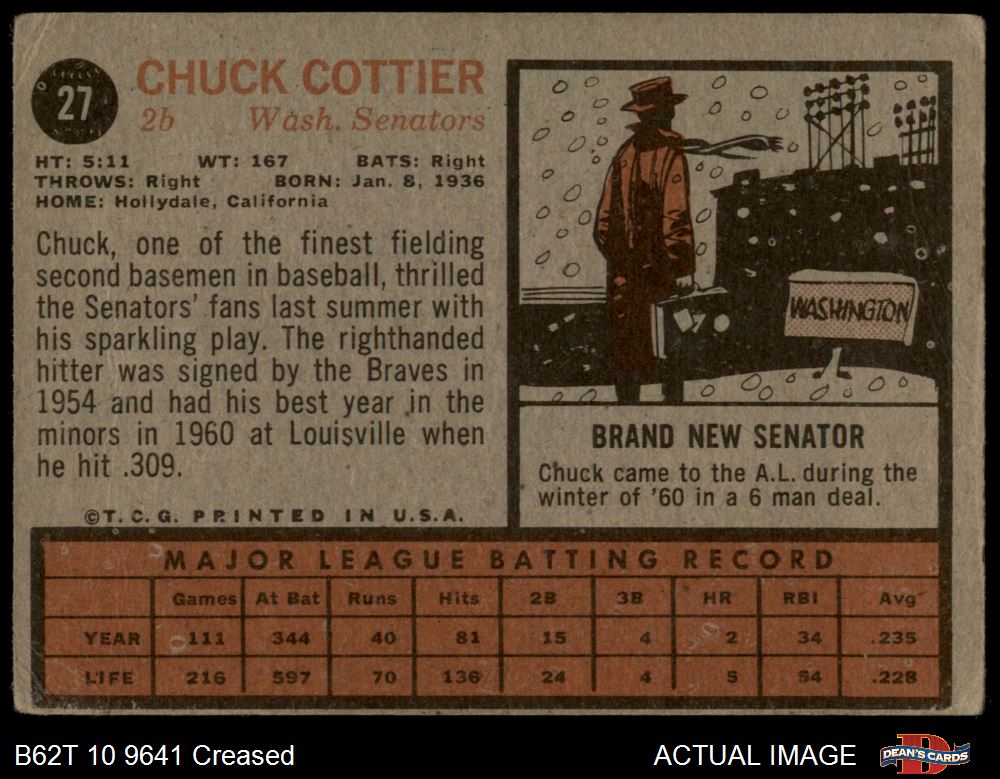 27
CHUCK COTTIER
2b Wash. Senators
HT: 5:11 WT: 167 BATS: Right
THROWS: Right BORN: Jan. 8, 1936
HOME: Hollydale, California
Chuck, one of the finest fielding
second basemen in baseball, thrilled
the Senators' fans last summer with
his sparkling play. The righthanded
hitter was signed by the Braves in
1954 and had his best year in the
minors in 1960 at Louisville when
he hit .309.
©T. C. G. PRINTED IN U.S.A.
WASHINGTON
BRAND NEW SENATOR
Chuck came to the A.L. during the
winter of '60 in a 6 man deal.
MAJOR LEAGUE BATTING RECORD
Games At Bat Runs Hits 2B 3B HR RBI Avg
YEAR 111 344 40 81 15 4 2 34 .235
LIFE 216 597 70 136 24 4 5 54 .228
B62T 10 9641 Creased ACTUAL IMAGE
DEAN'S CARDS